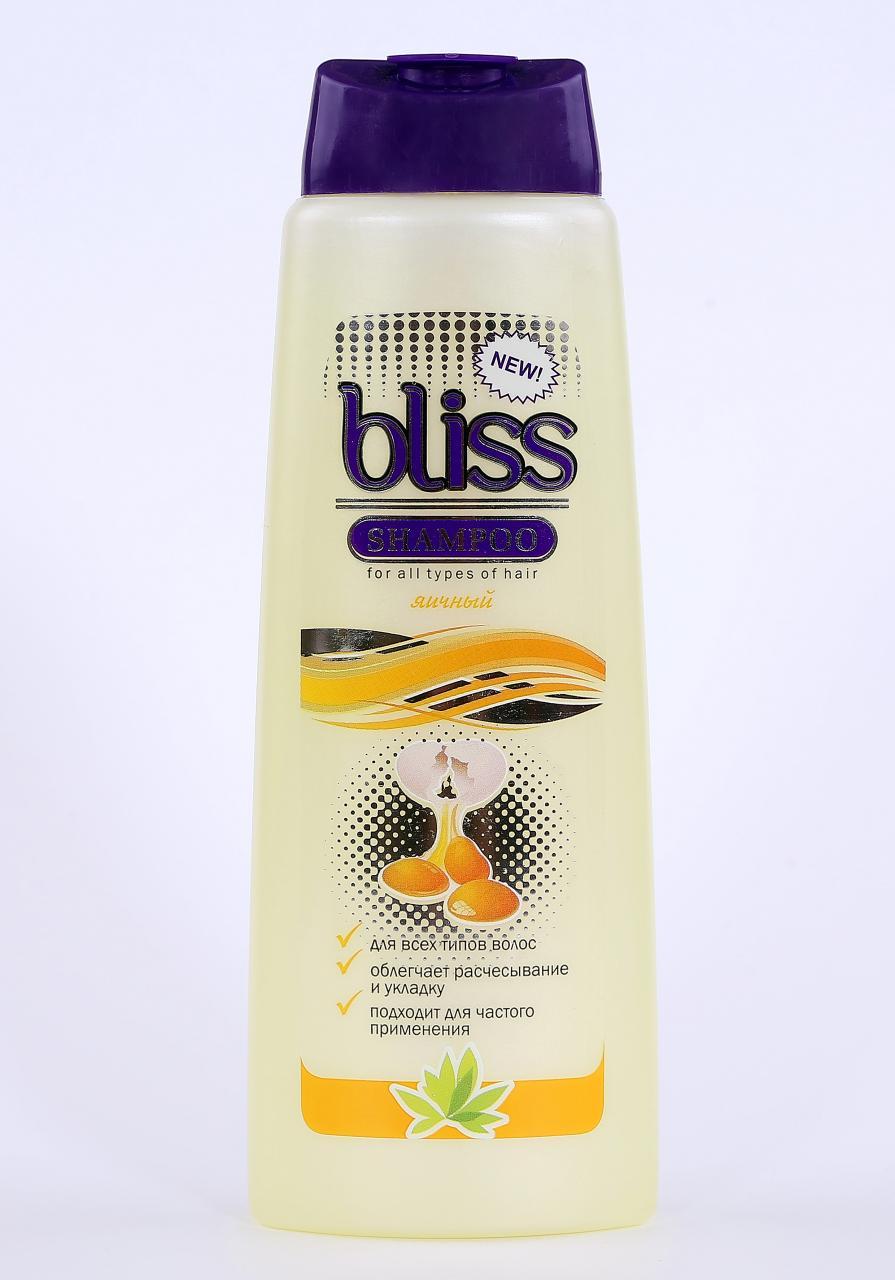 NEW!
bliss
SHAMPOO
for all types of hair
яичный
для всех типов волос
облегчает расчесывание
и укладку
подходит для частого
применения